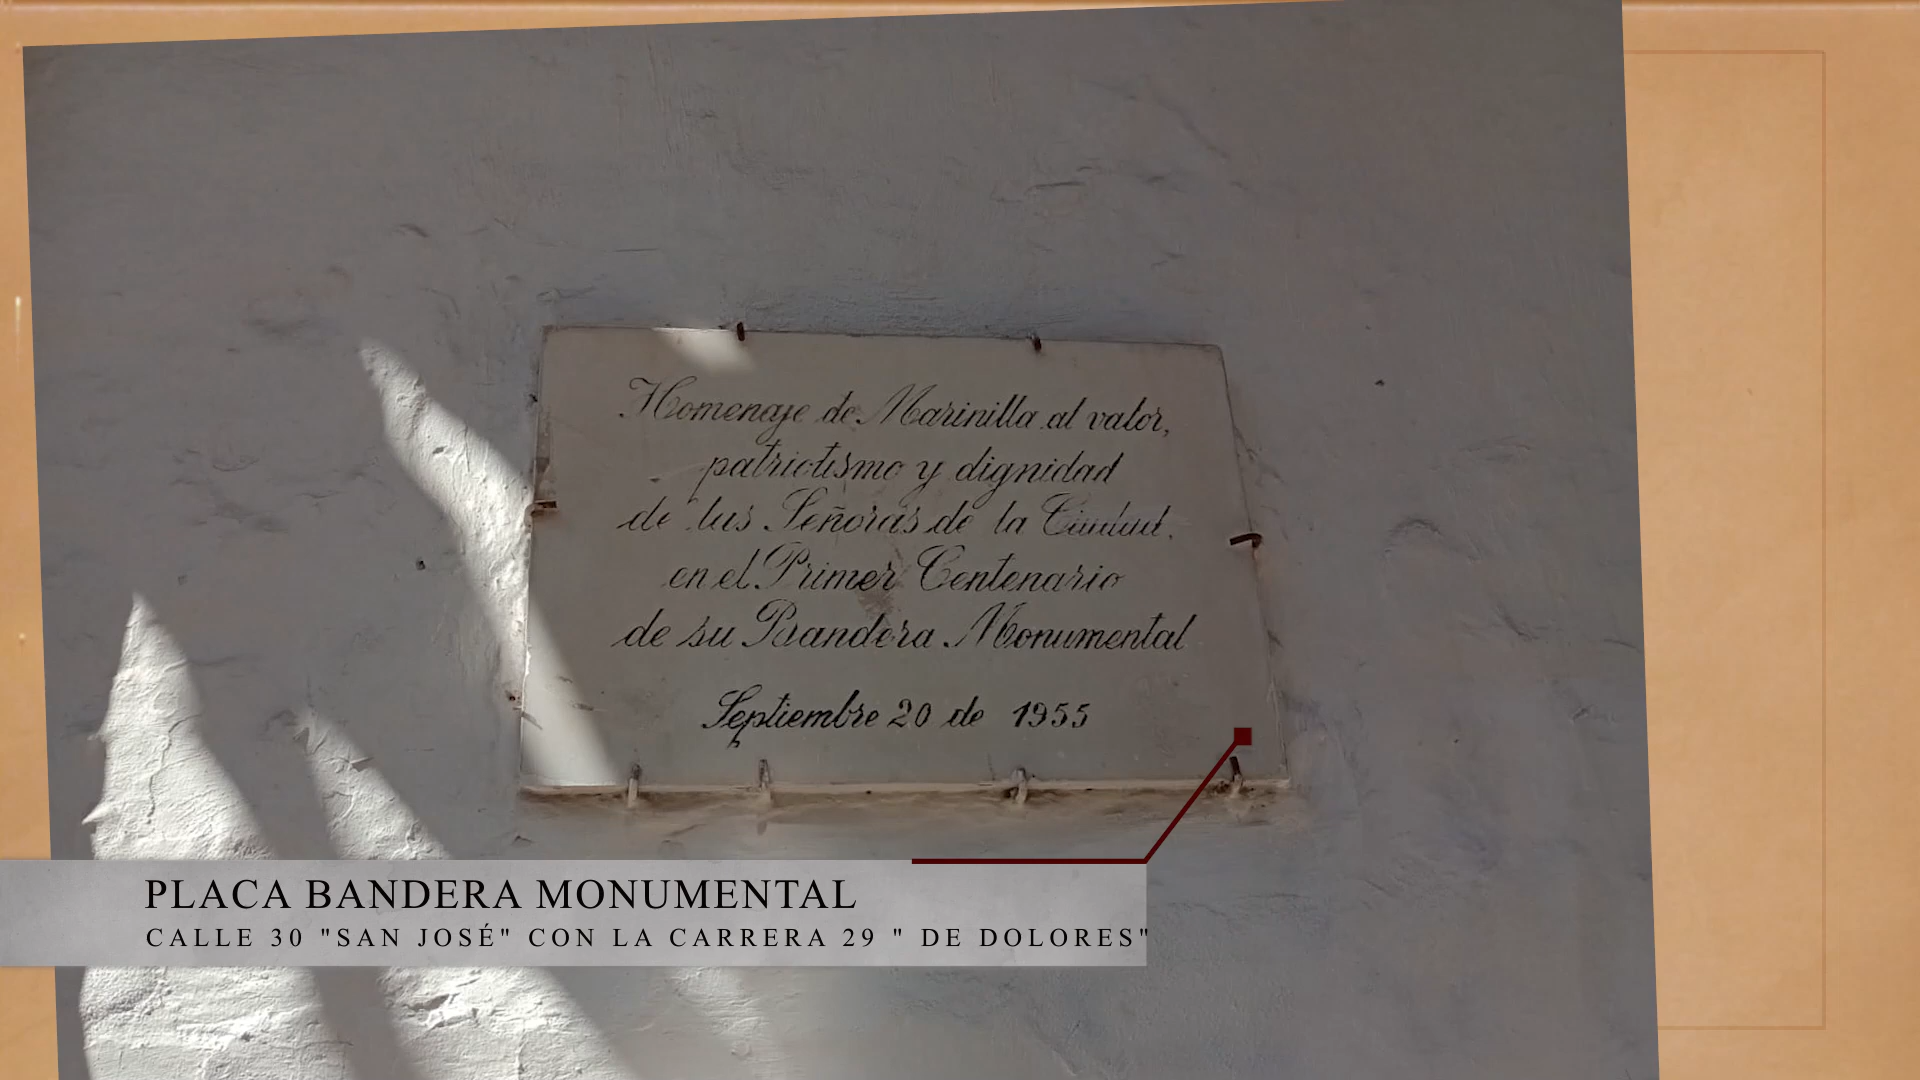 Homenaje de Marinilla al valor,
patriotismo y dignidad
de las Señoras de la Ciudad,
en el Primer Centenario
de su Bandera Monumental
Septiembre 20 de 1955
PLACA BANDERA MONUMENTAL
CALLE 30 "SAN JOSÉ" CON LA CARRERA 29 " DE DOLORES"